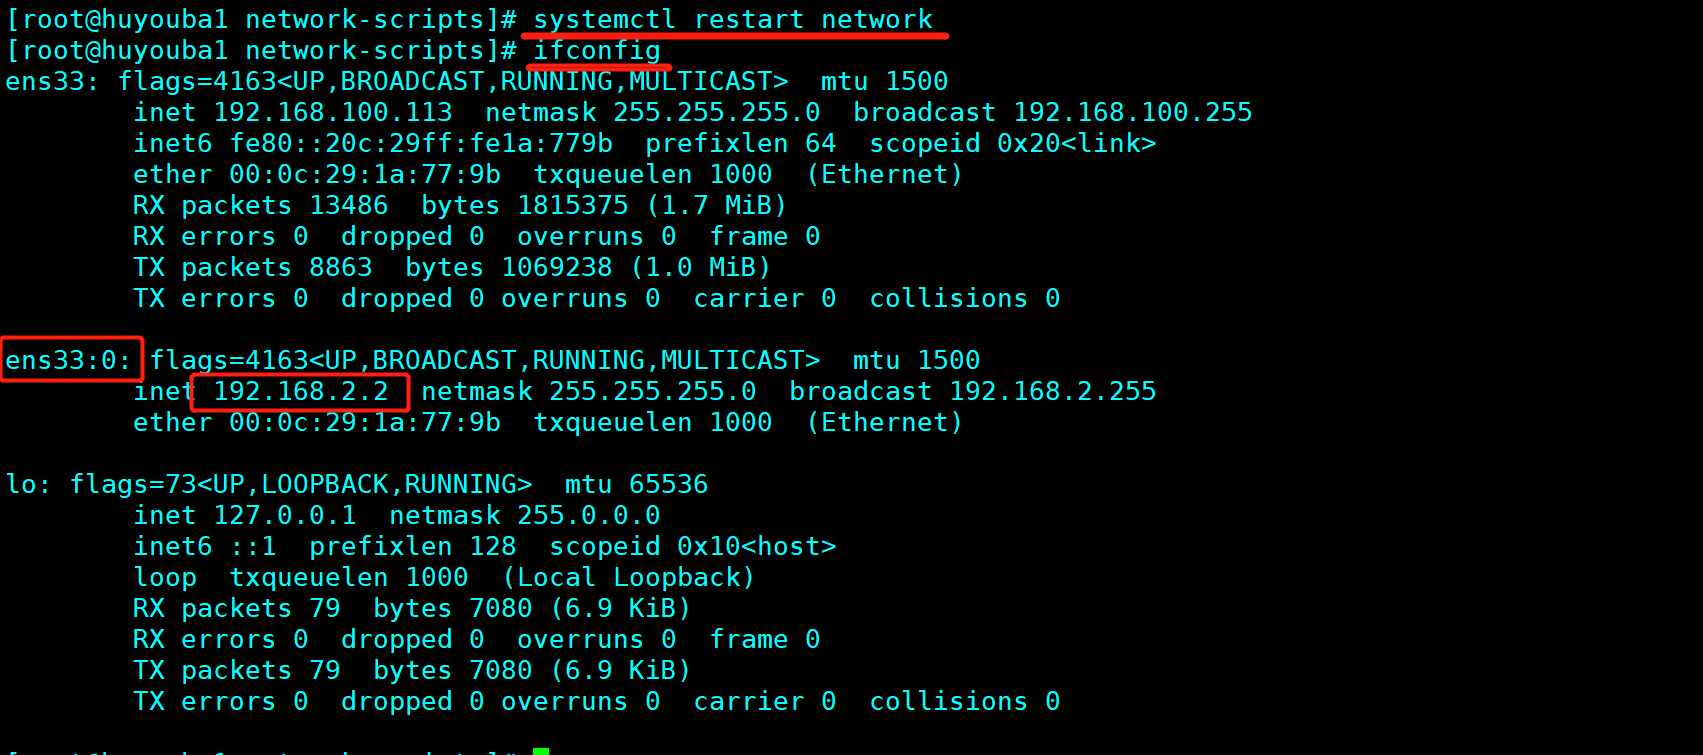 [root@huyouba1 network-scripts]# systemctl restart network
[root@huyouba1 network-scripts]# ifconfig
ens33: flags=4163<UP,BROADCAST,RUNNING,MULTICAST>  mtu 1500
        inet 192.168.100.113  netmask 255.255.255.0  broadcast 192.168.100.255
        inet6 fe80::20c:29ff:fe1a:779b  prefixlen 64  scopeid 0x20<link>
        ether 00:0c:29:1a:77:9b  txqueuelen 1000  (Ethernet)
        RX packets 13486  bytes 1815375 (1.7 MiB)
        RX errors 0  dropped 0  overruns 0  frame 0
        TX packets 8863  bytes 1069238 (1.0 MiB)
        TX errors 0  dropped 0 overruns 0  carrier 0  collisions 0
ens33:0: flags=4163<UP,BROADCAST,RUNNING,MULTICAST>  mtu 1500
        inet 192.168.2.2  netmask 255.255.255.0  broadcast 192.168.2.255
        ether 00:0c:29:1a:77:9b  txqueuelen 1000  (Ethernet)
lo: flags=73<UP,LOOPBACK,RUNNING>  mtu 65536
        inet 127.0.0.1  netmask 255.0.0.0
        inet6 ::1  prefixlen 128  scopeid 0x10<host>
        loop  txqueuelen 1000  (Local Loopback)
        RX packets 79  bytes 7080 (6.9 KiB)
        RX errors 0  dropped 0  overruns 0  frame 0
        TX packets 79  bytes 7080 (6.9 KiB)
        TX errors 0  dropped 0 overruns 0  carrier 0  collisions 0